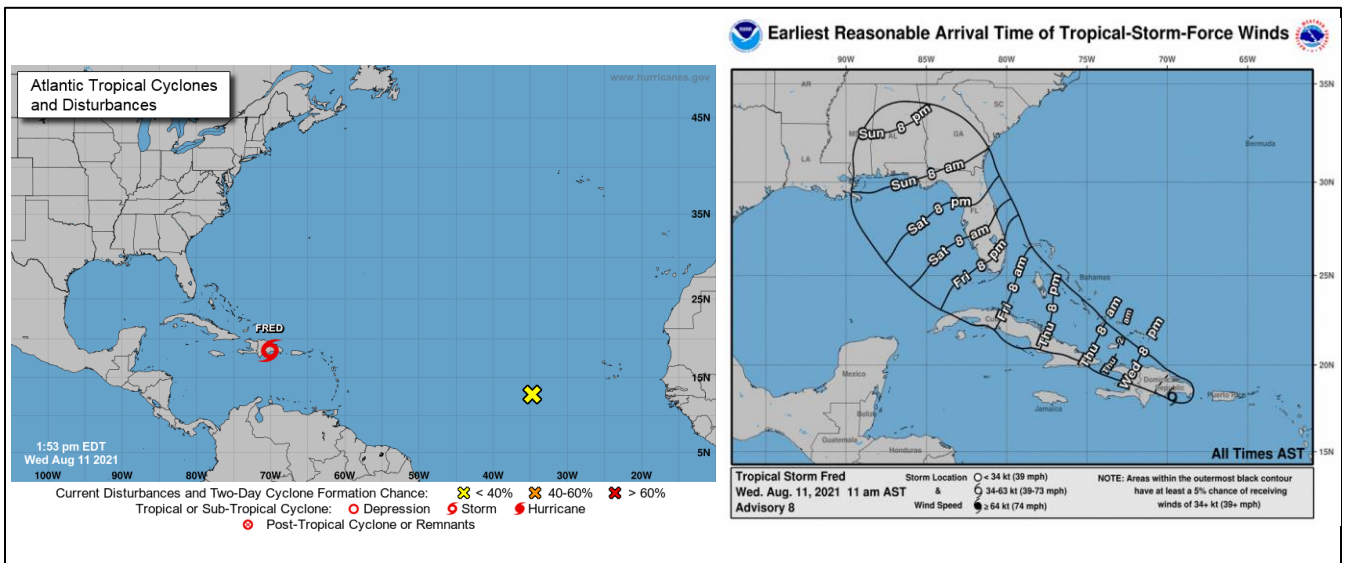 Atlantic Tropical Cyclones
and Disturbances
www.hurricanes.gov
45N
35N
25N
15N
5N
FRED
1:53 pm EDT
Wed Aug 11 2021
100W 90W 80W 70W 60W 50W 40W 30W 20W
Current Disturbances and Two-Day Cyclone Formation Chance: < 40% 40-60% > 60%
Tropical or Sub-Tropical Cyclone: Depression Storm Hurricane
Post-Tropical Cyclone or Remnants
Earliest Reasonable Arrival Time of Tropical-Storm-Force Winds
90W 85W 80W 75W 70W 65W
35N
30N
25N
20N
15N
AR
SC
AL
GA
LA
FL
Bermuda
Sun 8 pm
Sun 8 am
Sat 8 pm
Sat 8 am
Fri 8 pm
Fri 8 am
Thu 8 pm
Thu 8 am
Thu 2 am
Wed 8 pm
Bahamas
Mexico
Belize
Guatemala
Honduras
Jamaica
Dominican
Republic
Puerto Rico
All Times AST
Tropical Storm Fred
Wed. Aug. 11, 2021 11 am AST
Advisory 8
Storm Location
&
Wind Speed
< 34 kt (39 mph)
34-63 kt (39-73 mph)
≥ 64 kt (74 mph)
NOTE: Areas within the outermost black contour
have at least a 5% chance of receiving
winds of 34+ kt (39+ mph)